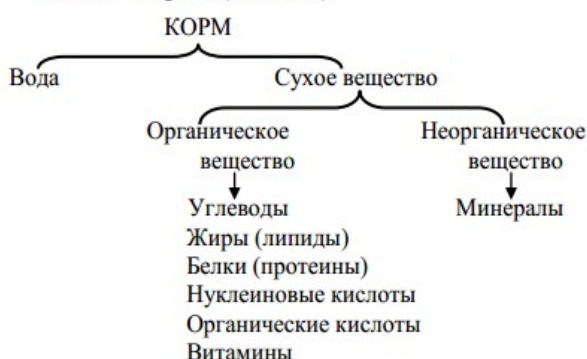 КОРМ
Вода Сухое вещество
Органическое Неорганическое
вещество вещество
Углеводы Минералы
Жиры (липиды)
Белки (протеины)
Нуклеиновые кислоты
Органические кислоты
Витамины